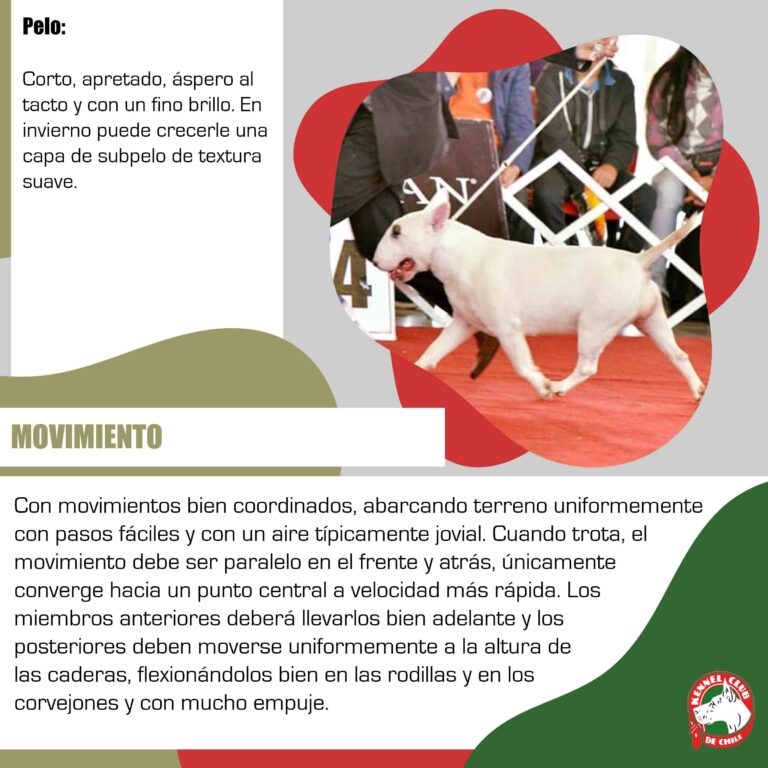 Pelo:
Corto, apretado, áspero al
tacto y con un fino brillo. En
invierno puede crecerle una
capa de subpelo de textura
suave.
AN
4
MOVIMIENTO
Con movimientos bien coordinados, abarcando terreno uniformemente
con pasos fáciles y con un aire típicamente jovial. Cuando trota, el
movimiento debe ser paralelo en el frente y atrás, únicamente
converge hacia un punto central a velocidad más rápida. Los
miembros anteriores deberá llevarlos bien adelante y los
posteriores deben moverse uniformemente a la altura de
las caderas, flexionándolos bien en las rodillas y en los
corvejones y con mucho empuje.
KENNEL CLUB
DE CHILE